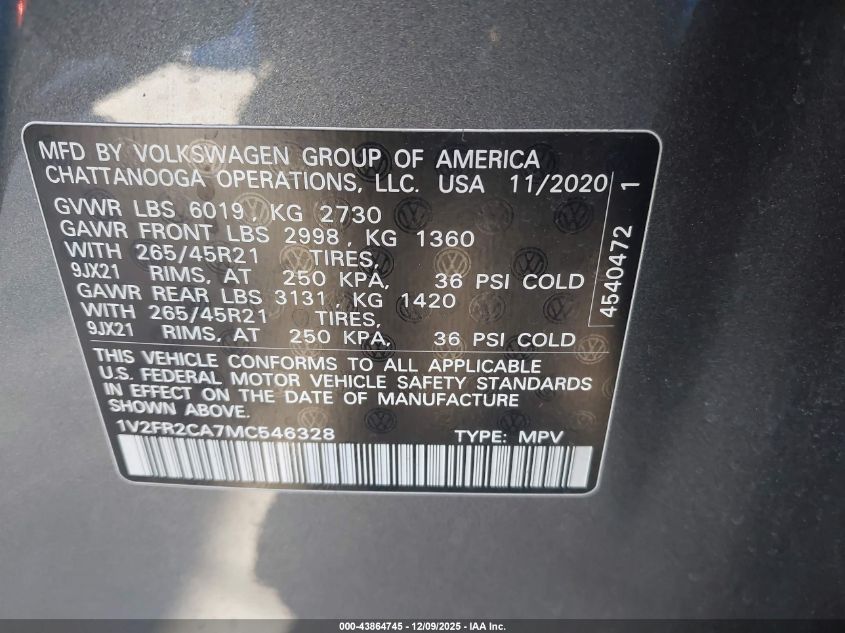 MFD BY VOLKSWAGEN GROUP OF AMERICA
CHATTANOOGA OPERATIONS, LLC. USA 11/2020
GVWR LBS 6019, KG 2730
GAWR FRONT LBS 2998, KG 1360
WITH 265/45R21 TIRES,
9JX21 RIMS, AT 250 KPA, 36 PSI COLD
GAWR REAR LBS 3131, KG 1420
WITH 265/45R21 TIRES,
9JX21 RIMS, AT 250 KPA, 36 PSI COLD
4540472 1
THIS VEHICLE CONFORMS TO ALL APPLICABLE
U.S. FEDERAL MOTOR VEHICLE SAFETY STANDARDS
IN EFFECT ON THE DATE OF MANUFACTURE
SHOWN ABOVE.
1V2FR2CA7MC546328 TYPE: MPV
000-43864745 - 12/09/2025 - IAA Inc.